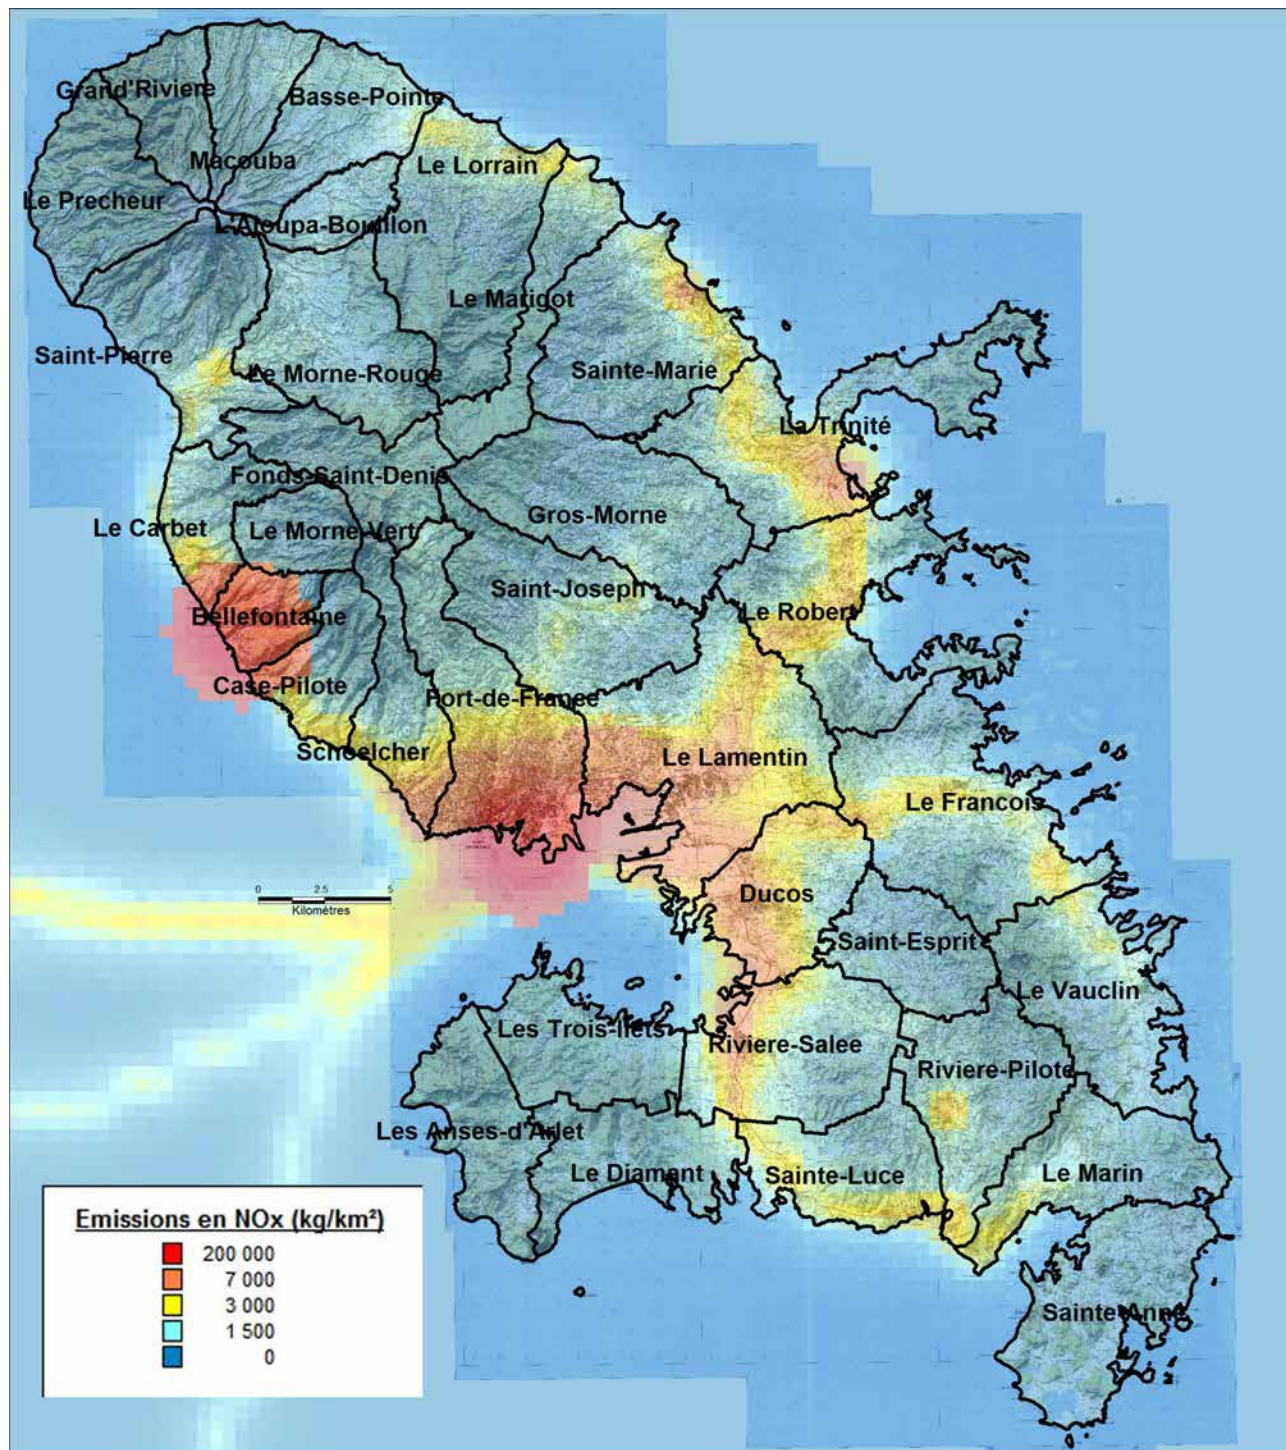 Grand'Riviere
Basse-Pointe
Macouba
Le Lorrain
Le Precheur
L'Ajoupa-Bouillon
Le Marigot
Saint-Pierre
Le Morne-Rouge
Sainte-Marie
La Trinité
Fonds-Saint-Denis
Gros-Morne
Le Carbet
Le Morne-Vert
Saint-Joseph
Bellefontaine
Le Robert
Case-Pilote
Fort-de-France
Schoelcher
Le Lamentin
Le Francois
0 2.5 5
Kilomètres
Ducos
Saint-Esprit
Le Vauclin
Les Trois-Ilets
Riviere-Salee
Riviere-Pilote
Les Anses-d'Arlet
Le Diamant
Sainte-Luce
Le Marin
Sainte-Anne
Emissions en NOx (kg/km²)
200 000
7 000
3 000
1 500
0